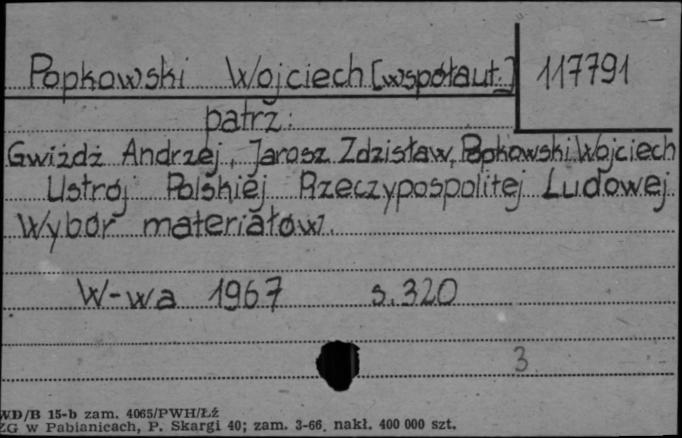 Popkowski Wojciech [współaut.] 117791
patrz:
Gwiżdż Andrzej, Jarosz Zdzisław, Popkowski Wojciech
Ustrój Polskiej Rzeczypospolitej Ludowej.
Wybór materiałów.
W-wa 1967 s. 320
3
WD/B 15-b zam. 4065/PWH/Łź
ZG w Pabianicach, P. Skargi 40; zam. 3-66. nakł. 400 000 szt.